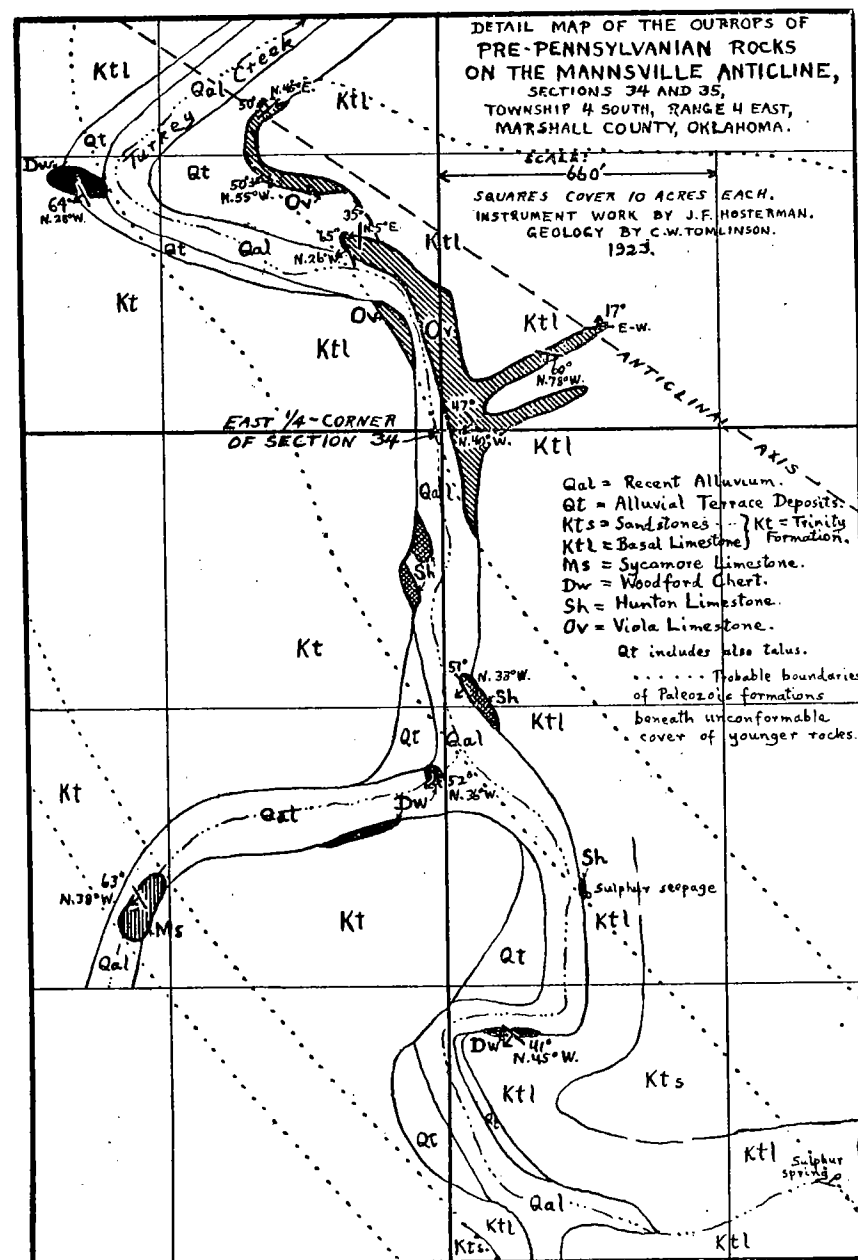 DETAIL MAP OF THE OUTROPS OF
PRE-PENNSYLVANIAN ROCKS
ON THE MANNSVILLE ANTICLINE,
SECTIONS 34 AND 35,
TOWNSHIP 4 SOUTH, RANGE 4 EAST,
MARSHALL COUNTY, OKLAHOMA.
SCALE:
660'
SQUARES COVER 10 ACRES EACH.
INSTRUMENT WORK BY J.F. HOSTERMAN.
GEOLOGY BY C.W. TOMLINSON.
1923.
Ktl
Qal
Creek
Turkey
50°
N.46°E.
Ktl
Qt
Dw
64°
N.28°W.
Qt
50°
N.55°W.
Ov
35°
N.5°E.
65°
N.26°W.
Ktl
Qt
Qal
Kt
Ktl
Ov
Ov
Ktl
17°
E-W.
60°
N.78°W.
ANTICLINAL
AXIS
47°
N.40°W.
EAST 1/4-CORNER
OF SECTION 34
Ktl
Qal = Recent Alluvium.
Qt = Alluvial Terrace Deposits.
Kts = Sandstones ... } Kt = Trinity
Ktl = Basal Limestone } Formation.
Ms = Sycamore Limestone.
Dw = Woodford Chert.
Sh = Hunton Limestone.
Ov = Viola Limestone.
Qt includes also talus.
...... Probable boundaries
of Paleozoic formations
beneath unconformable
cover of younger rocks.
Qal
Sh
Kt
51°
N.33°W.
Sh
Ktl
Qt
Qal
Kt
Qal
Dw
52°
N.36°W.
63°
N.38°W.
Ms
Qal
Kt
Sh
Sulphur seepage
Ktl
Qt
Dw
41°
N.45°W.
Ktl
Kts
Qt
Qt
Ktl
Sulphur
spring
Qal
Ktl
Kts.
Ktl